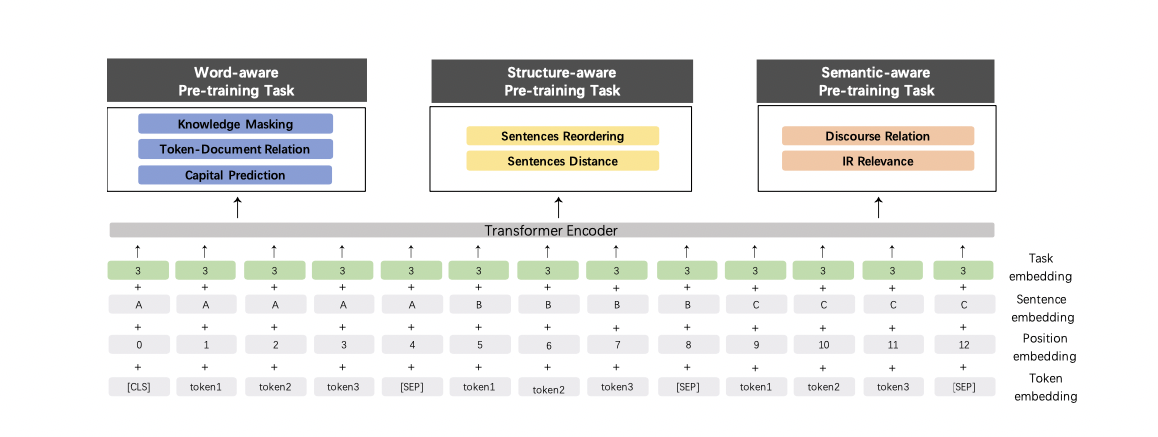 Word-aware
Pre-training Task
Structure-aware
Pre-training Task
Semantic-aware
Pre-training Task
Knowledge Masking
Token-Document Relation
Capital Prediction
Sentences Reordering
Sentences Distance
Discourse Relation
IR Relevance
Transformer Encoder
3 3 3 3 3 3 3 3 3 3 3 3 3
Task
embedding
+ + + + + + + + + + + + +
A A A A A B B B B C C C C
Sentence
embedding
+ + + + + + + + + + + + +
0 1 2 3 4 5 6 7 8 9 10 11 12
Position
embedding
+ + + + + + + + + + + + +
[CLS] token1 token2 token3 [SEP] token1 token2 token3 [SEP] token1 token2 token3 [SEP]
Token
embedding